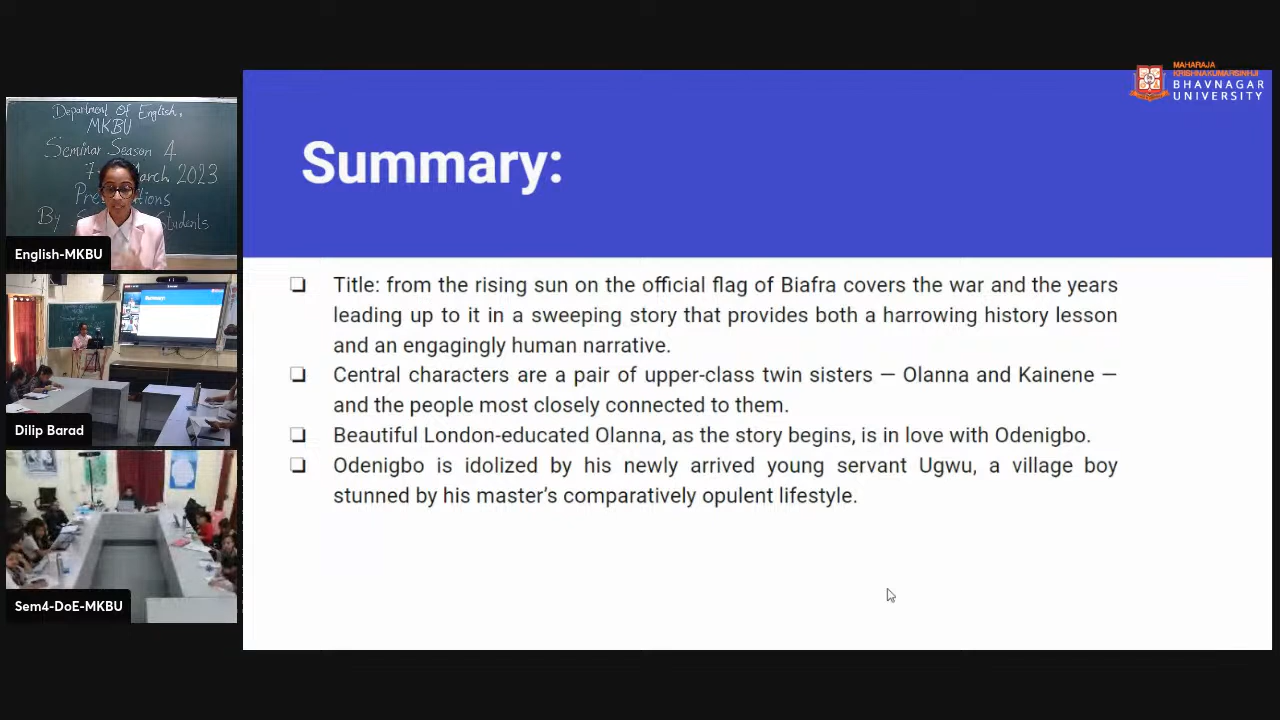 MAHARAJA
KRISHNAKUMARSINHJI
BHAVNAGAR
UNIVERSITY
Department Of English,
MKBU
Seminar Season 4
March 2023
By
Students
English-MKBU
Summary:
Dilip Barad
Sem4-DoE-MKBU
Summary:
Title: from the rising sun on the official flag of Biafra covers the war and the years
leading up to it in a sweeping story that provides both a harrowing history lesson
and an engagingly human narrative.
Central characters are a pair of upper-class twin sisters — Olanna and Kainene —
and the people most closely connected to them.
Beautiful London-educated Olanna, as the story begins, is in love with Odenigbo.
Odenigbo is idolized by his newly arrived young servant Ugwu, a village boy
stunned by his master's comparatively opulent lifestyle.